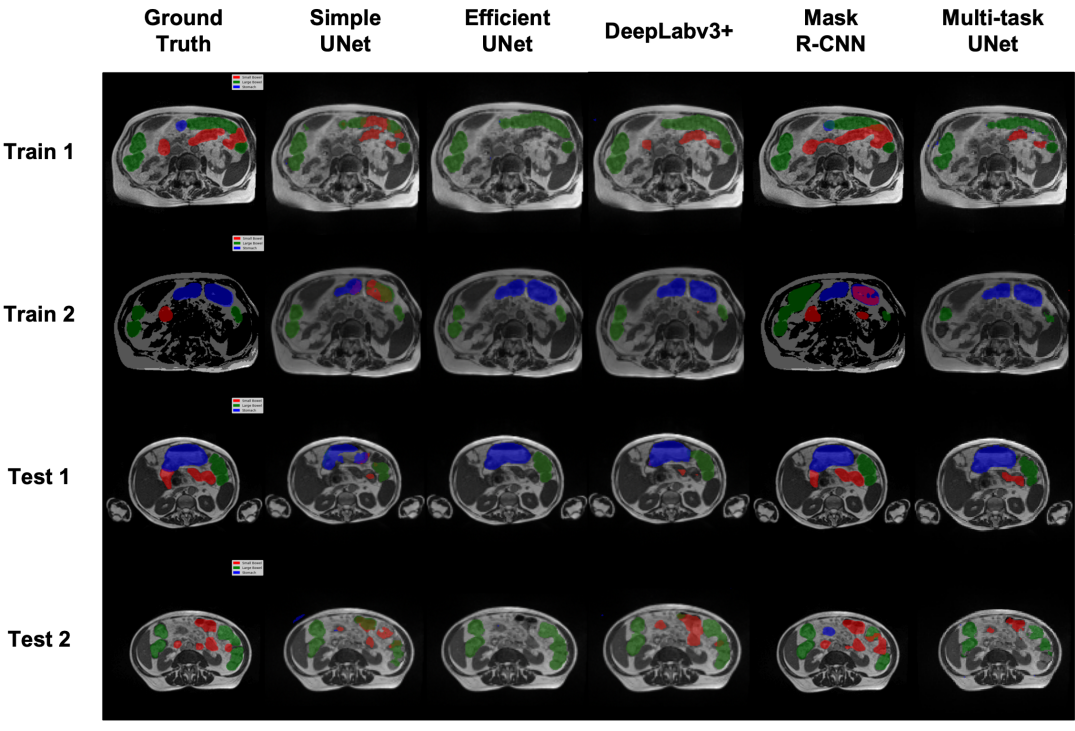 Ground Truth
Simple UNet
Efficient UNet
DeepLabv3+
Mask R-CNN
Multi-task UNet
Train 1
Small Bowel
Large Bowel
Stomach
Train 2
Small Bowel
Large Bowel
Stomach
Test 1
Small Bowel
Large Bowel
Stomach
Test 2
Small Bowel
Large Bowel
Stomach